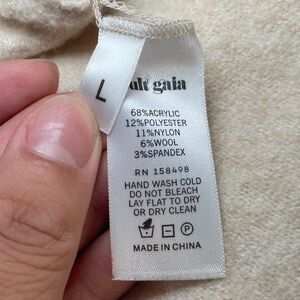 L
ult gaia
68%ACRYLIC
12%POLYESTER
11%NYLON
6%WOOL
3%SPANDEX
RN 158498
HAND WASH COLD
DO NOT BLEACH
LAY FLAT TO DRY
OR DRY CLEAN
P
MADE IN CHINA